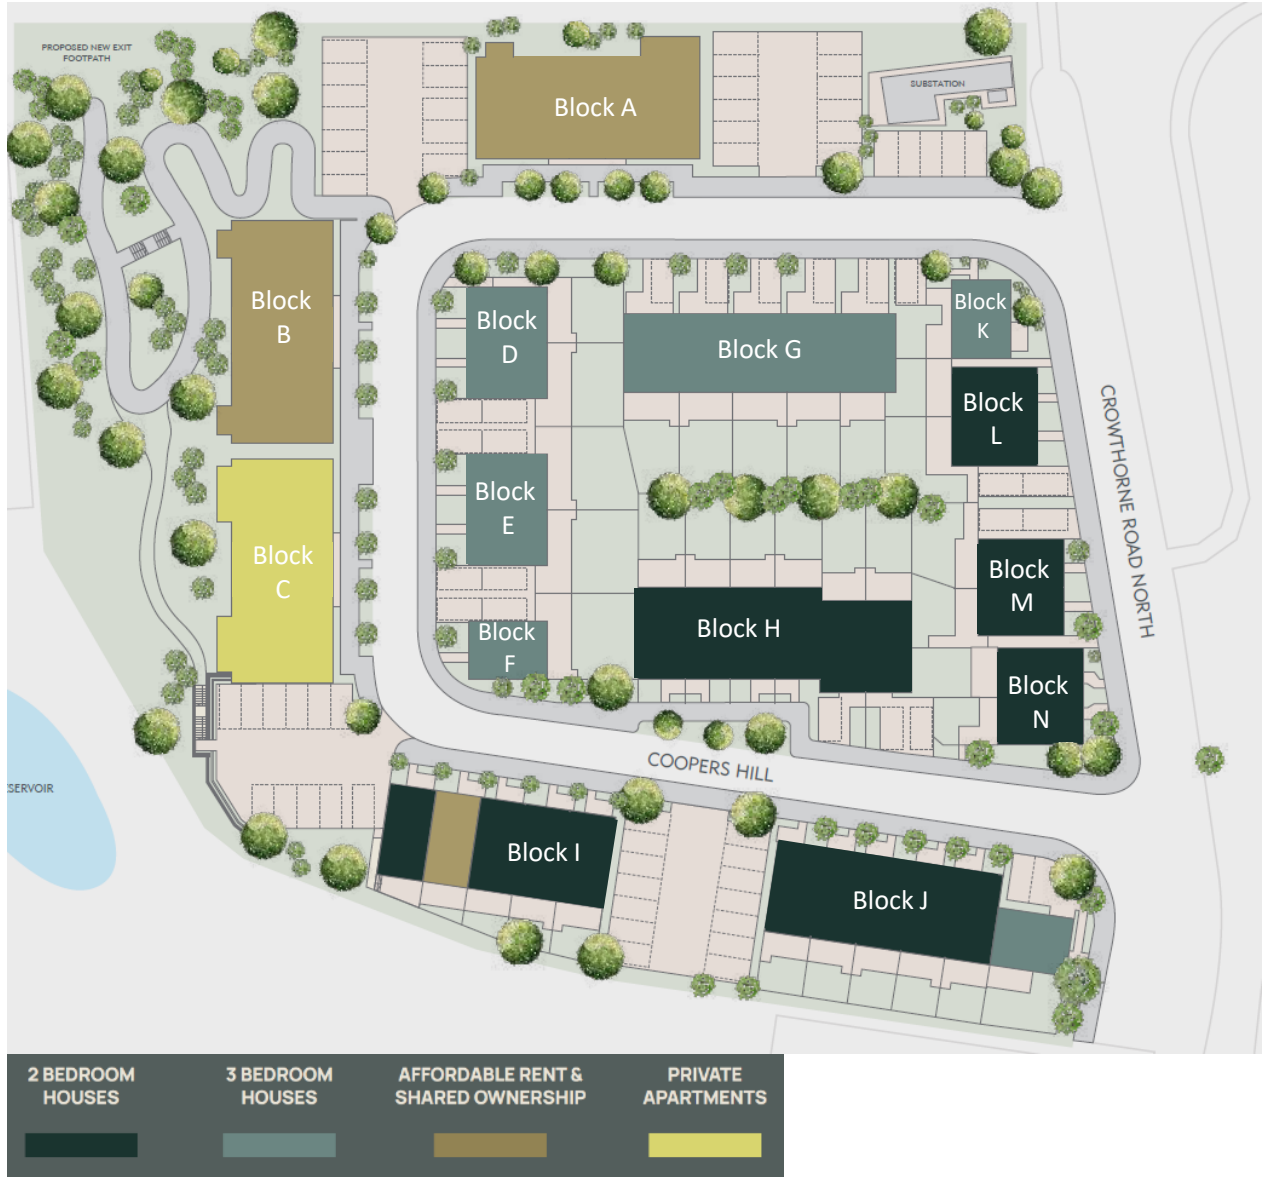 PROPOSED NEW EXIT
FOOTPATH
SUBSTATION
Block A
Block
B
Block
C
Block
D
Block
E
Block
F
Block G
Block H
Block
K
Block
L
Block
M
Block
N
CROWTHORNE ROAD NORTH
COOPERS HILL
ESERVOIR
Block I
Block J
2 BEDROOM
HOUSES
3 BEDROOM
HOUSES
AFFORDABLE RENT &
SHARED OWNERSHIP
PRIVATE
APARTMENTS